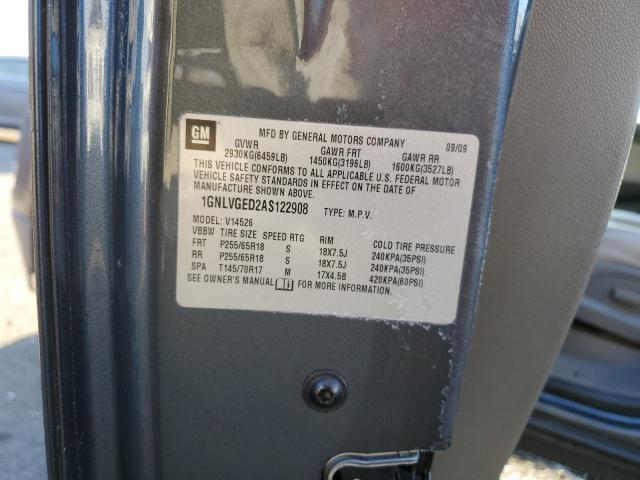 GM
MFD BY GENERAL MOTORS COMPANY 09/09
GVWR GAWR FRT GAWR RR
2930KG(6459LB) 1450KG(3196LB) 1600KG(3527LB)
THIS VEHICLE CONFORMS TO ALL APPLICABLE U.S. FEDERAL MOTOR
VEHICLE SAFETY STANDARDS IN EFFECT ON THE DATE OF
MANUFACTURE SHOWN ABOVE.
1GNLVGED2AS122908 TYPE: M.P.V.
MODEL: V14526
VBBW TIRE SIZE SPEED RTG RIM COLD TIRE PRESSURE
FRT P255/65R18 S 18X7.5J 240KPA(35PSI)
RR P255/65R18 S 18X7.5J 240KPA(35PSI)
SPA T145/70R17 M 17X4.5B 420KPA(60PSI)
SEE OWNER'S MANUAL FOR MORE INFORMATION.